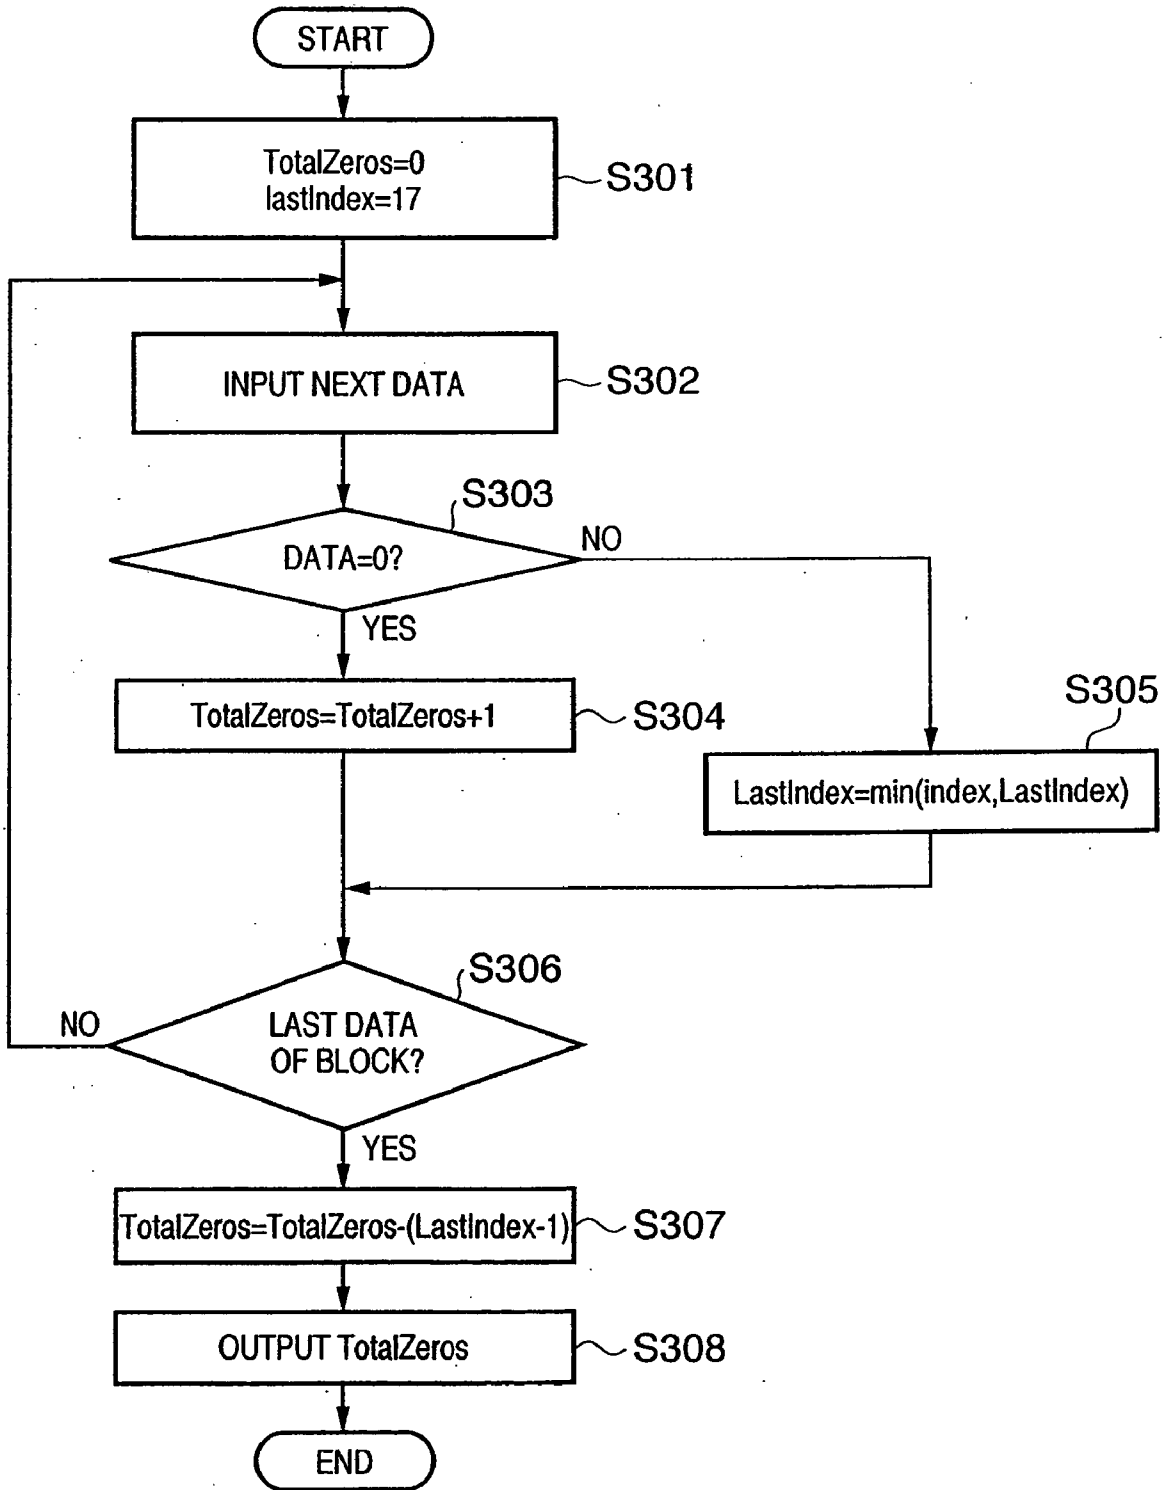 START
TotalZeros=0
lastIndex=17
S301
INPUT NEXT DATA
S302
S303
DATA=0?
NO
YES
TotalZeros=TotalZeros+1
S304
S305
LastIndex=min(index,LastIndex)
S306
LAST DATA
OF BLOCK?
NO
YES
TotalZeros=TotalZeros-(LastIndex-1)
S307
OUTPUT TotalZeros
S308
END